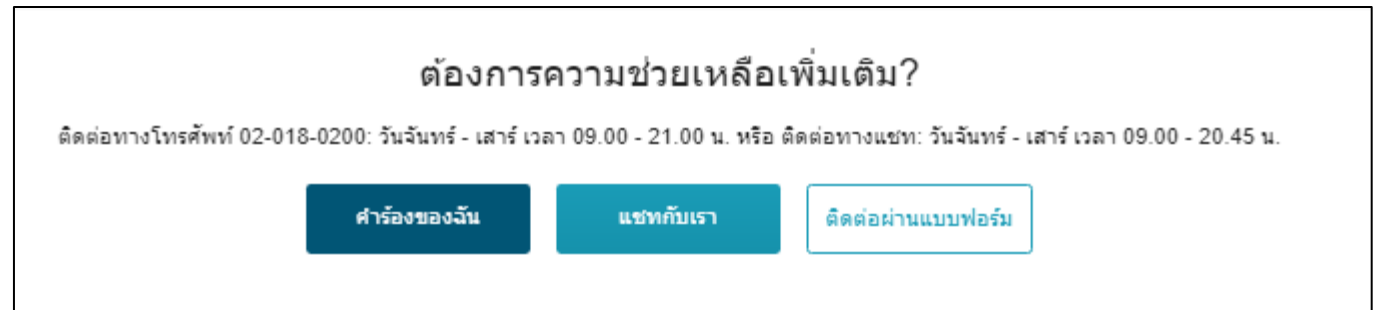 ต้องการความช่วยเหลือเพิ่มเติม?
ติดต่อทางโทรศัพท์ 02-018-0200: วันจันทร์ - เสาร์ เวลา 09.00 - 21.00 น. หรือ ติดต่อทางแชท: วันจันทร์ - เสาร์ เวลา 09.00 - 20.45 น.
คำร้องของฉัน
แชทกับเรา
ติดต่อผ่านแบบฟอร์ม